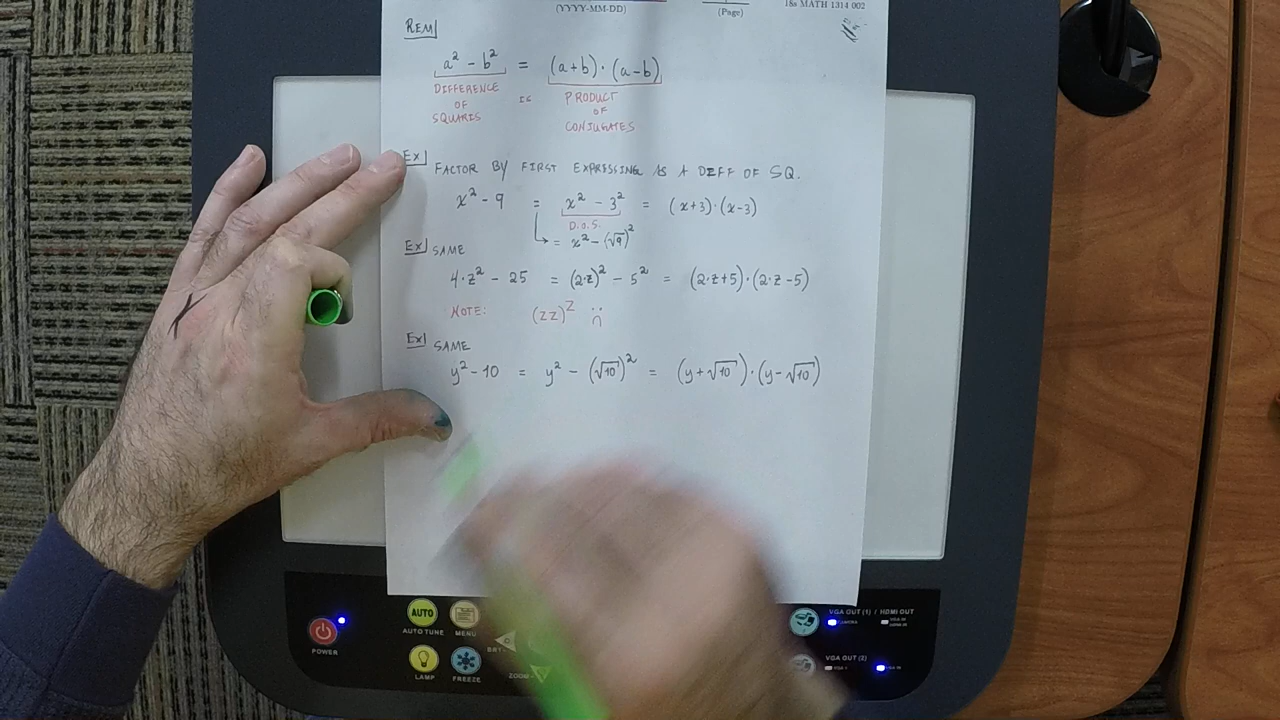 (YYYY-MM-DD) (Page) 18s MATH 1314 002
REM
a² - b² = (a+b)·(a-b)
DIFFERENCE OF SQUARES IS PRODUCT OF CONJUGATES
Ex FACTOR BY FIRST EXPRESSING AS A DIFF OF SQ.
x² - 9 = x² - 3² = (x+3)·(x-3)
D.O.S.
= x² - (√9)²
Ex SAME
4·z² - 25 = (2·z)² - 5² = (2·z+5)·(2·z-5)
NOTE: (zz)^Z
Ex SAME
y² - 10 = y² - (√10)² = (y+√10)·(y-√10)
POWER
AUTO
AUTO TUNE
MENU
LAMP
FREEZE
ZOOM
VGA OUT (1) / HDMI OUT
VGA OUT (2)